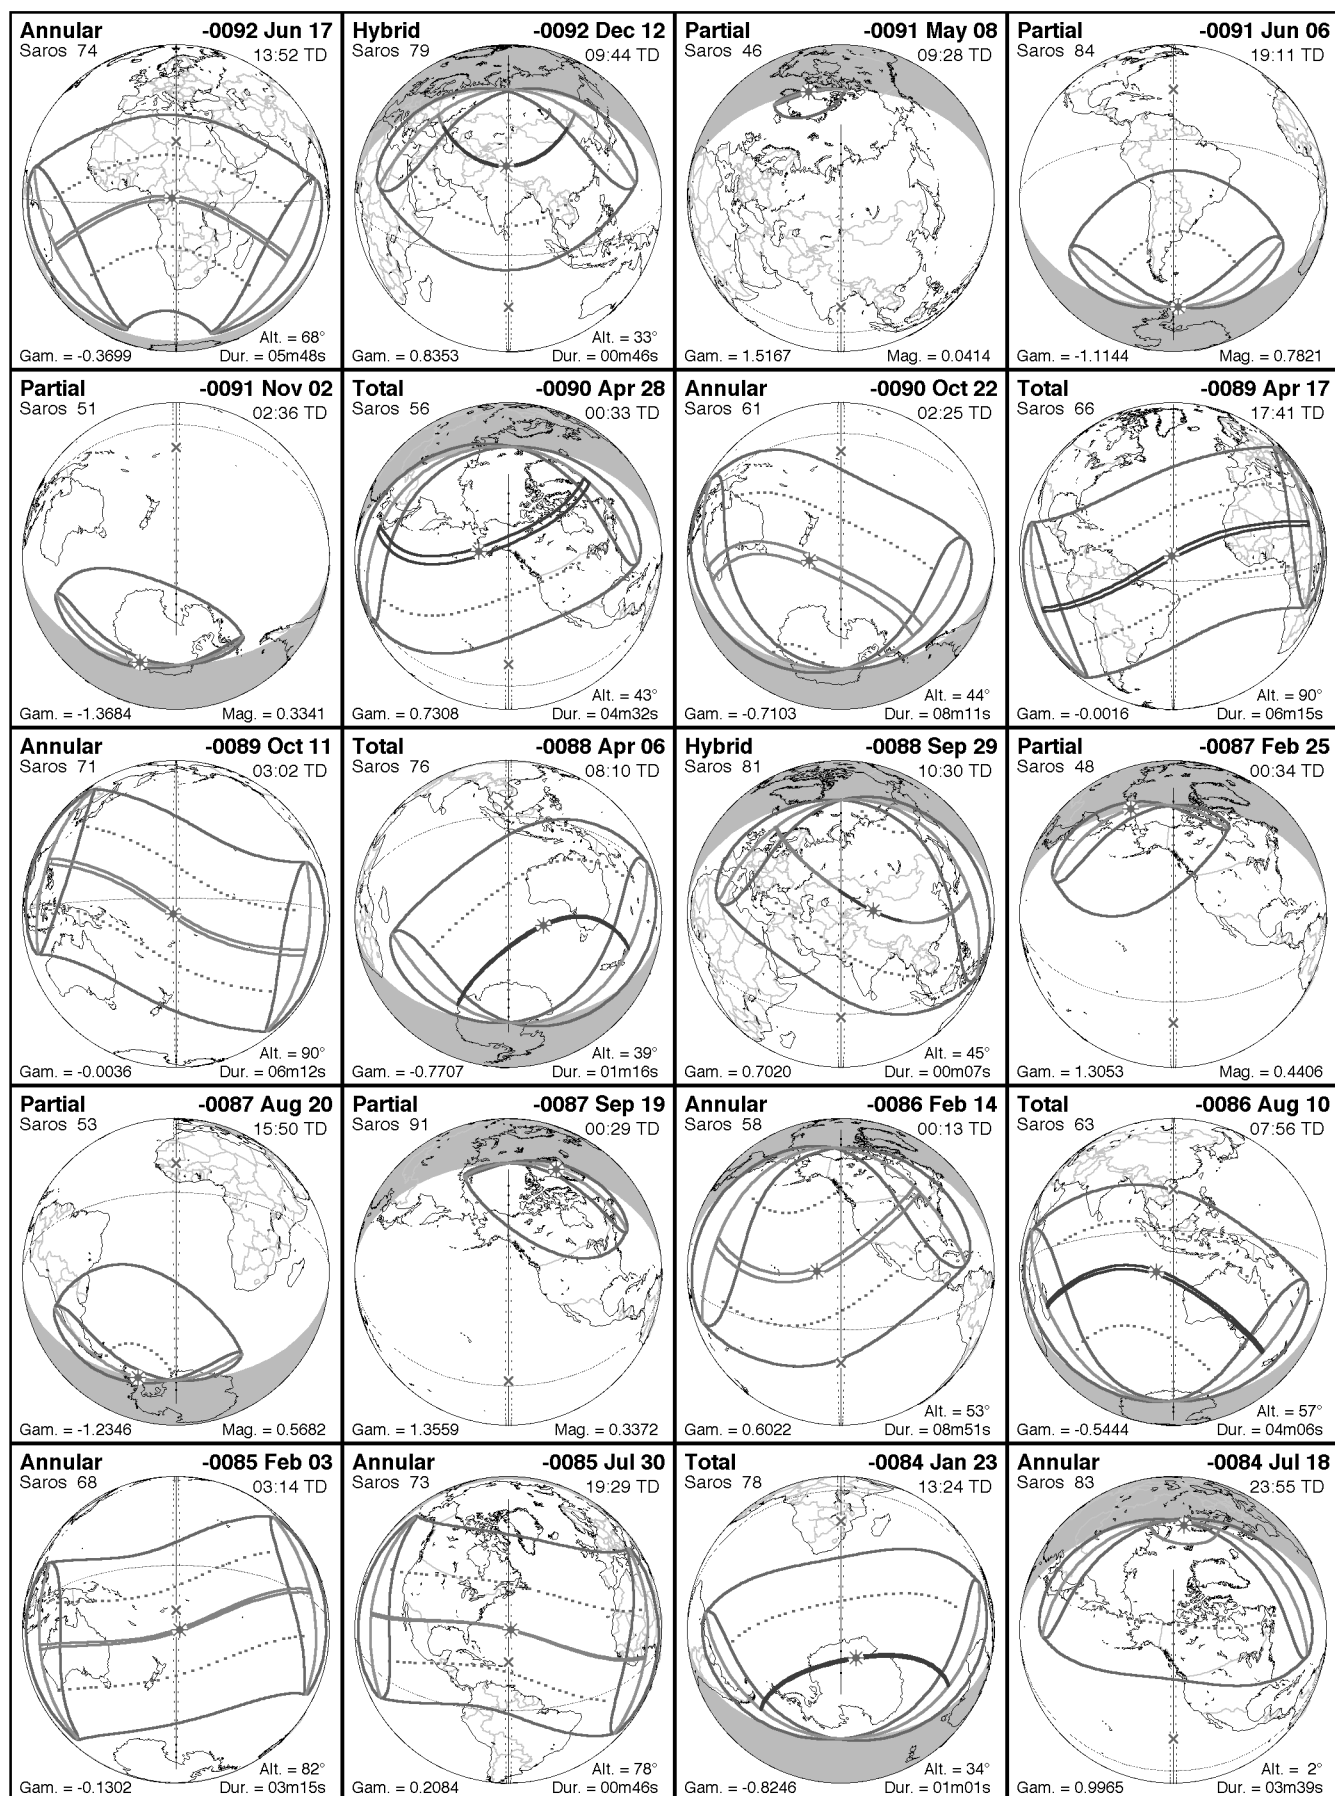 Annular -0092 Jun 17
Saros 74 13:52 TD
Alt. = 68°
Gam. = -0.3699 Dur. = 05m48s
Hybrid -0092 Dec 12
Saros 79 09:44 TD
Alt. = 33°
Gam. = 0.8353 Dur. = 00m46s
Partial -0091 May 08
Saros 46 09:28 TD
Gam. = 1.5167 Mag. = 0.0414
Partial -0091 Jun 06
Saros 84 19:11 TD
Gam. = -1.1144 Mag. = 0.7821
Partial -0091 Nov 02
Saros 51 02:36 TD
Gam. = -1.3684 Mag. = 0.3341
Total -0090 Apr 28
Saros 56 00:33 TD
Alt. = 43°
Gam. = 0.7308 Dur. = 04m32s
Annular -0090 Oct 22
Saros 61 02:25 TD
Alt. = 44°
Gam. = -0.7103 Dur. = 08m11s
Total -0089 Apr 17
Saros 66 17:41 TD
Alt. = 90°
Gam. = -0.0016 Dur. = 06m15s
Annular -0089 Oct 11
Saros 71 03:02 TD
Alt. = 90°
Gam. = -0.0036 Dur. = 06m12s
Total -0088 Apr 06
Saros 76 08:10 TD
Alt. = 39°
Gam. = -0.7707 Dur. = 01m16s
Hybrid -0088 Sep 29
Saros 81 10:30 TD
Alt. = 45°
Gam. = 0.7020 Dur. = 00m07s
Partial -0087 Feb 25
Saros 48 00:34 TD
Gam. = 1.3053 Mag. = 0.4406
Partial -0087 Aug 20
Saros 53 15:50 TD
Gam. = -1.2346 Mag. = 0.5682
Partial -0087 Sep 19
Saros 91 00:29 TD
Gam. = 1.3559 Mag. = 0.3372
Annular -0086 Feb 14
Saros 58 00:13 TD
Alt. = 53°
Gam. = 0.6022 Dur. = 08m51s
Total -0086 Aug 10
Saros 63 07:56 TD
Alt. = 57°
Gam. = -0.5444 Dur. = 04m06s
Annular -0085 Feb 03
Saros 68 03:14 TD
Alt. = 82°
Gam. = -0.1302 Dur. = 03m15s
Annular -0085 Jul 30
Saros 73 19:29 TD
Alt. = 78°
Gam. = 0.2084 Dur. = 00m46s
Total -0084 Jan 23
Saros 78 13:24 TD
Alt. = 34°
Gam. = -0.8246 Dur. = 01m01s
Annular -0084 Jul 18
Saros 83 23:55 TD
Alt. = 2°
Gam. = 0.9965 Dur. = 03m39s